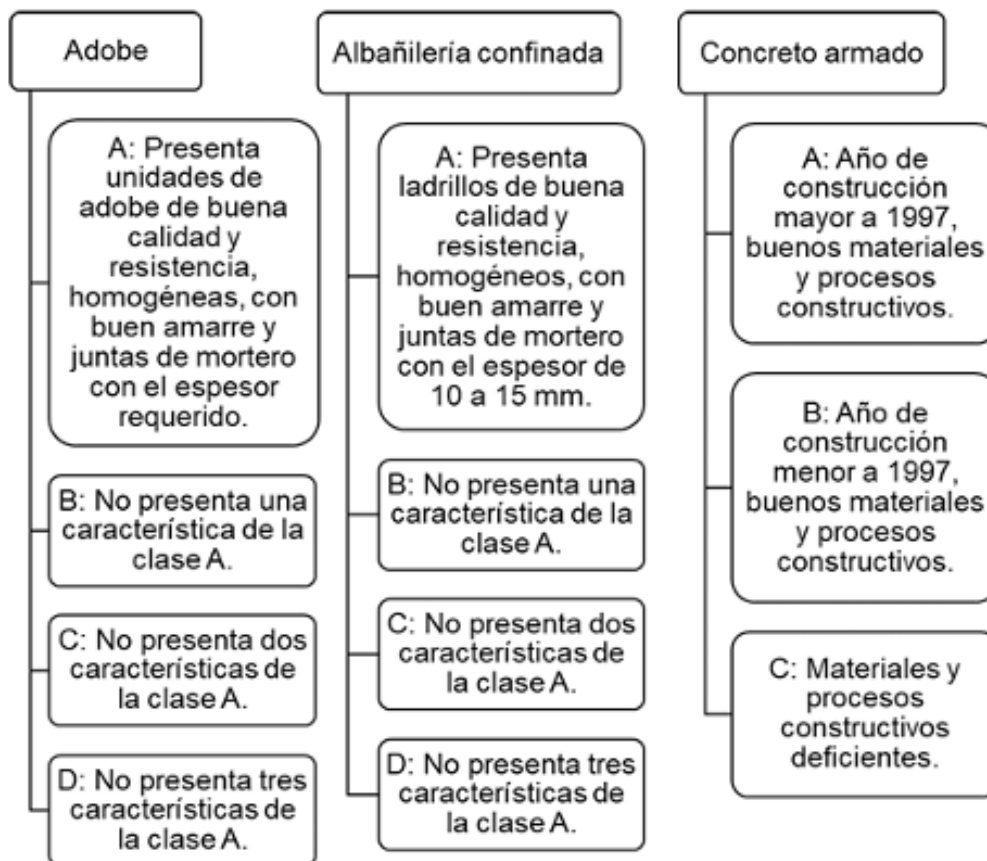 Adobe
A: Presenta
unidades de
adobe de buena
calidad y
resistencia,
homogéneas, con
buen amarre y
juntas de mortero
con el espesor
requerido.
B: No presenta una
característica de la
clase A.
C: No presenta dos
características de
la clase A.
D: No presenta tres
características de
la clase A.
Albañilería confinada
A: Presenta
ladrillos de buena
calidad y
resistencia,
homogéneos, con
buen amarre y
juntas de mortero
con el espesor de
10 a 15 mm.
B: No presenta una
característica de la
clase A.
C: No presenta dos
características de
la clase A.
D: No presenta tres
características de
la clase A.
Concreto armado
A: Año de
construcción
mayor a 1997,
buenos materiales
y procesos
constructivos.
B: Año de
construcción
menor a 1997,
buenos materiales
y procesos
constructivos.
C: Materiales y
procesos
constructivos
deficientes.